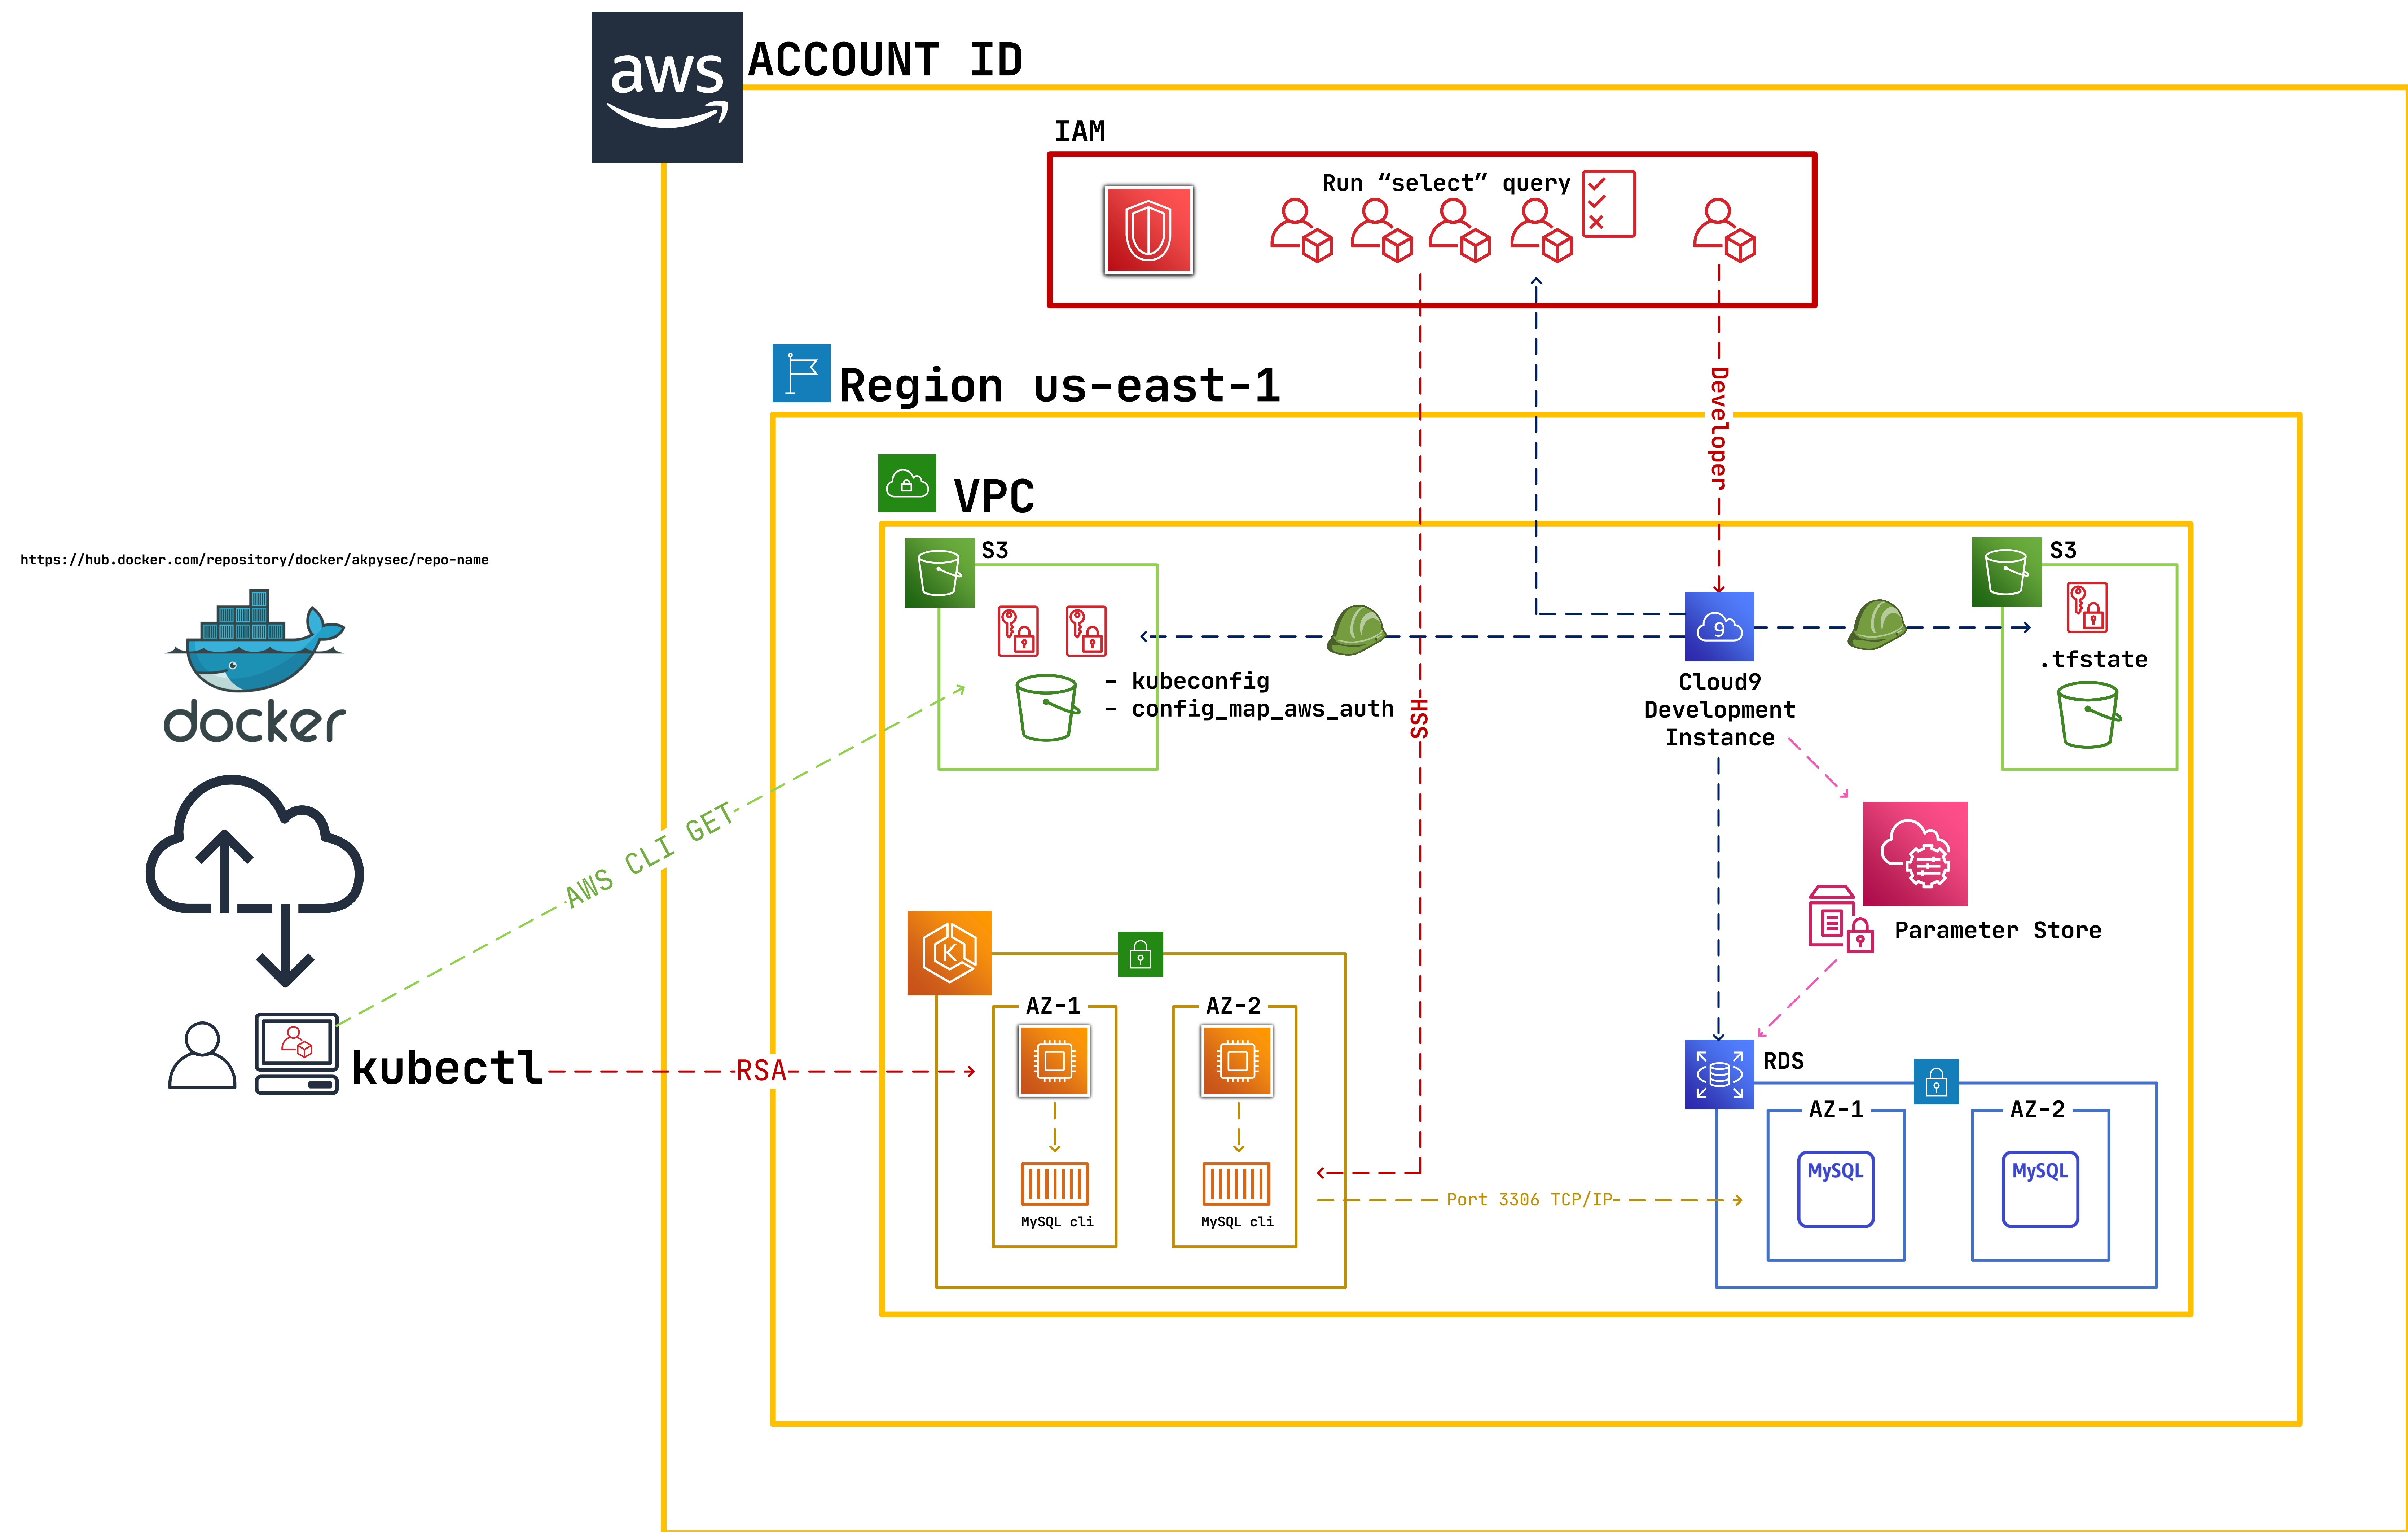 aws
ACCOUNT ID
IAM
Run “select” query
Region us-east-1
Developer
VPC
S3
S3
https://hub.docker.com/repository/docker/akpysec/repo-name
9
.tfstate
- kubeconfig
- config_map_aws_auth
Cloud9
Development
Instance
SSH
docker
AWS CLI GET
Parameter Store
K
AZ-1
AZ-2
kubectl
RSA
RDS
AZ-1
AZ-2
MySQL
MySQL
Port 3306 TCP/IP
MySQL cli
MySQL cli